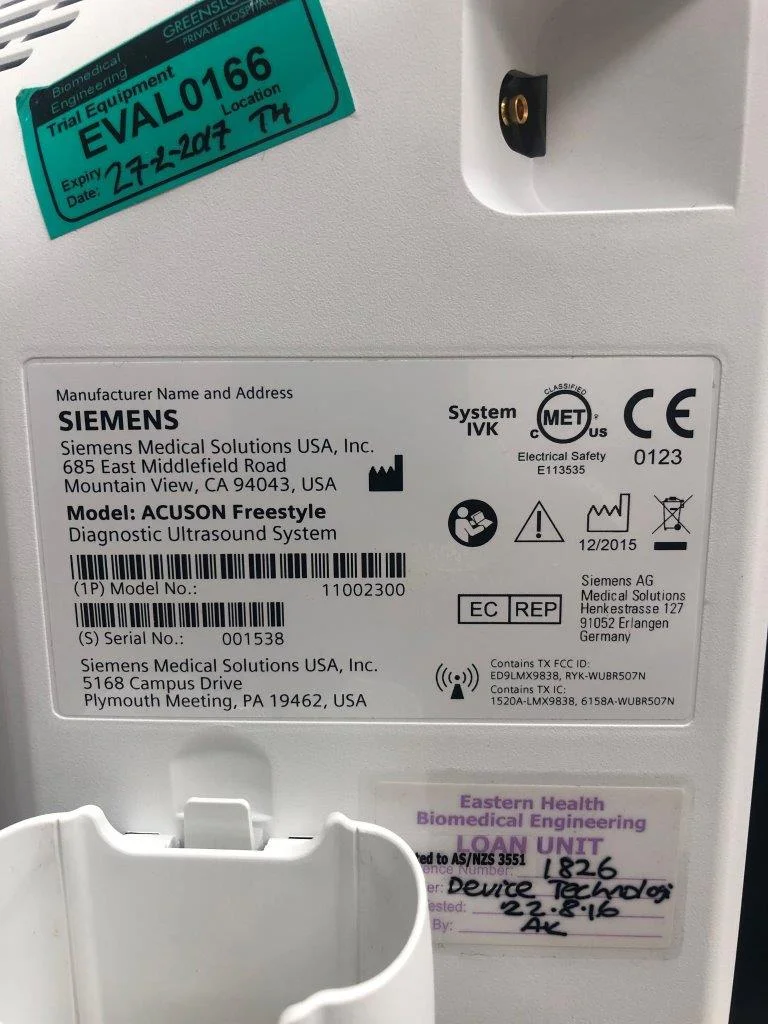 Biomedical
Engineering
PRIVATE HOSPITAL
Trial Equipment
EVAL0166
Location
Expiry
Date: 27-2-2017 TH
Manufacturer Name and Address
SIEMENS
Siemens Medical Solutions USA, Inc.
685 East Middlefield Road
Mountain View, CA 94043, USA
Model: ACUSON Freestyle
Diagnostic Ultrasound System
(1P) Model No.: 11002300
(S) Serial No.: 001538
Siemens Medical Solutions USA, Inc.
5168 Campus Drive
Plymouth Meeting, PA 19462, USA
System
IVK
CLASSIFIED
MET
C US
Electrical Safety
E113535
CE
0123
12/2015
EC REP
Siemens AG
Medical Solutions
Henkestrasse 127
91052 Erlangen
Germany
Contains TX FCC ID:
ED9LMX9838, RYK-WUBR507N
Contains TX IC:
1520A-LMX9838, 6158A-WUBR507N
Eastern Health
Biomedical Engineering
LOAN UNIT
to AS/NZS 3551
Number: 1826
Device Technologi
22.8.16
By: AK